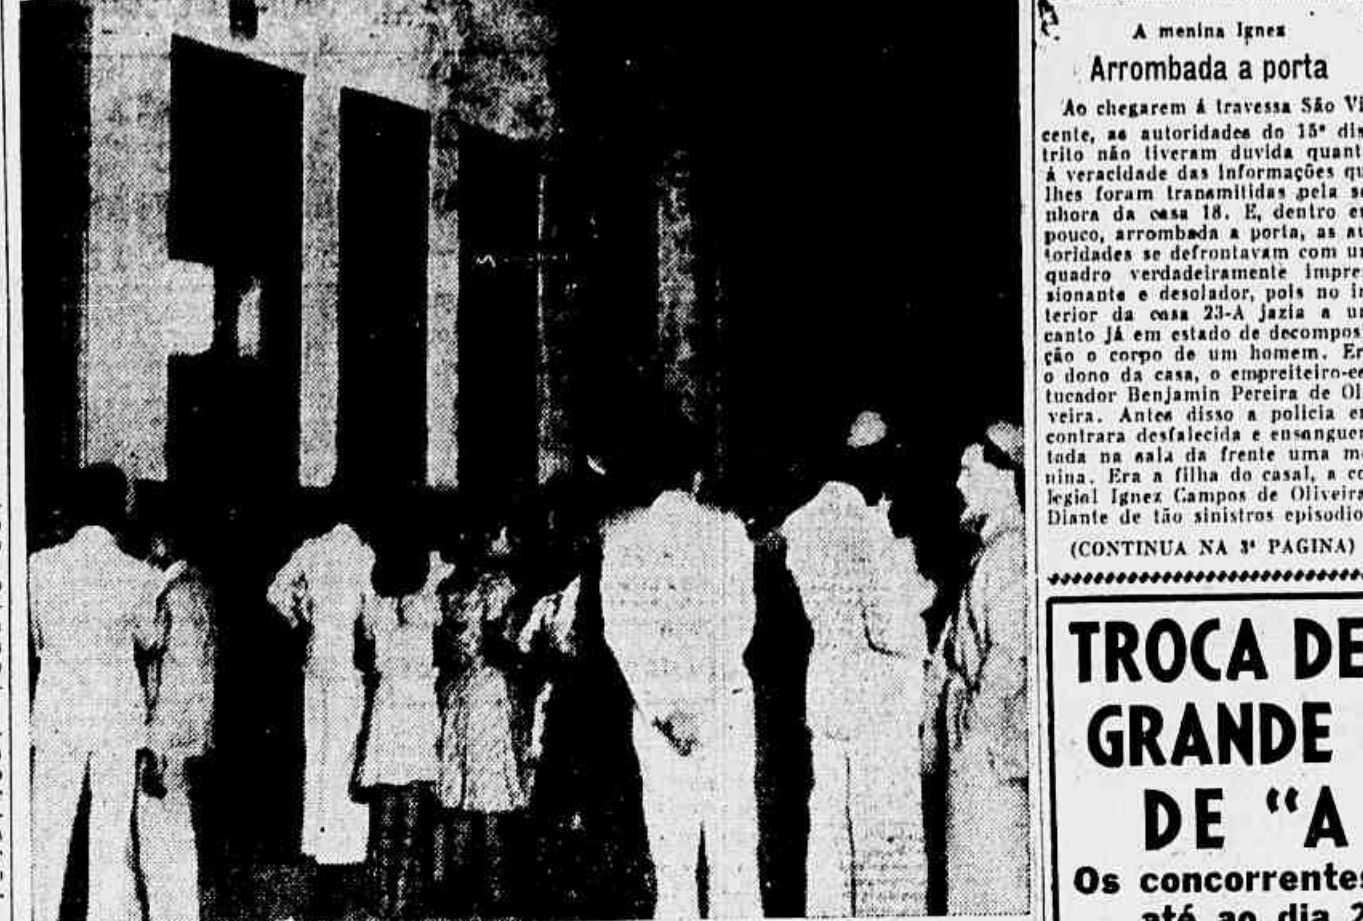 A menina Ignez
Arrombada a porta
Ao chegarem á travessa São Vi
cente, as autoridades do 15º dis
trito não tiveram duvida quant
á veracidade das informações qu
lhes foram transmitidas pela se
nhora da casa 18. E, dentro e
pouco, arrombada a porta, as au
toridades se defrontavam com u
quadro verdadeiramente impre
sionante e desolador, pois no in
terior da casa 23-A jazia a u
canto já em estado de decompos
ção o corpo de um homem. Er
o dono da casa, o empreiteiro-es
tucador Benjamin Pereira de Oli
veira. Antes disso a policia e
contrara desfalecida e ensanguen
tada na sala da frente uma me
nina. Era a filha do casal, a co
legial Ignez Campos de Oliveira
Diante de tão sinistros episodio
(CONTINUA NA 3ª PAGINA)
TROCA DE
GRANDE
DE "A
Os concorrentes
até ao dia 2